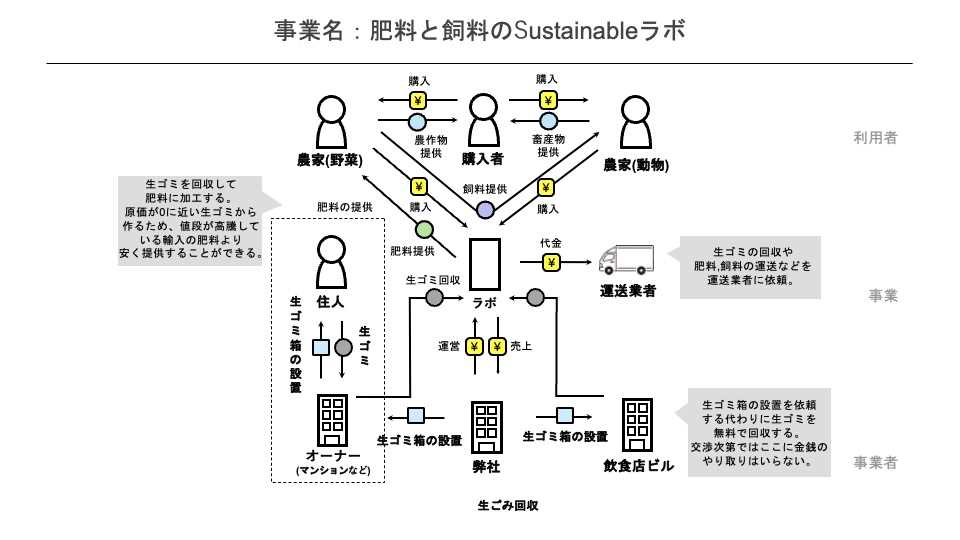 事業名：肥料と飼料のSustainableラボ
購入
購入
¥
¥
農作物
提供
畜産物
提供
利用者
農家(野菜)
購入者
農家(動物)
生ゴミを回収して
肥料に加工する。
原価が0に近い生ゴミから
作るため、値段が高騰して
いる輸入の肥料より
安く提供することができる。
¥
飼料提供
¥
肥料の提供
購入
購入
肥料提供
代金
¥
生ゴミの回収や
肥料,飼料の運送などを
運送業者に依頼。
生ゴミ回収
住人
ラボ
運送業者
事業
生ゴミ箱の設置
生ゴミ
運営
¥
¥
売上
生ゴミ箱の設置を依頼
する代わりに生ゴミを
無料で回収する。
交渉次第ではここに金銭の
やり取りはいらない。
生ゴミ箱の設置
生ゴミ箱の設置
オーナー
(マンションなど)
弊社
飲食店ビル
事業者
生ごみ回収